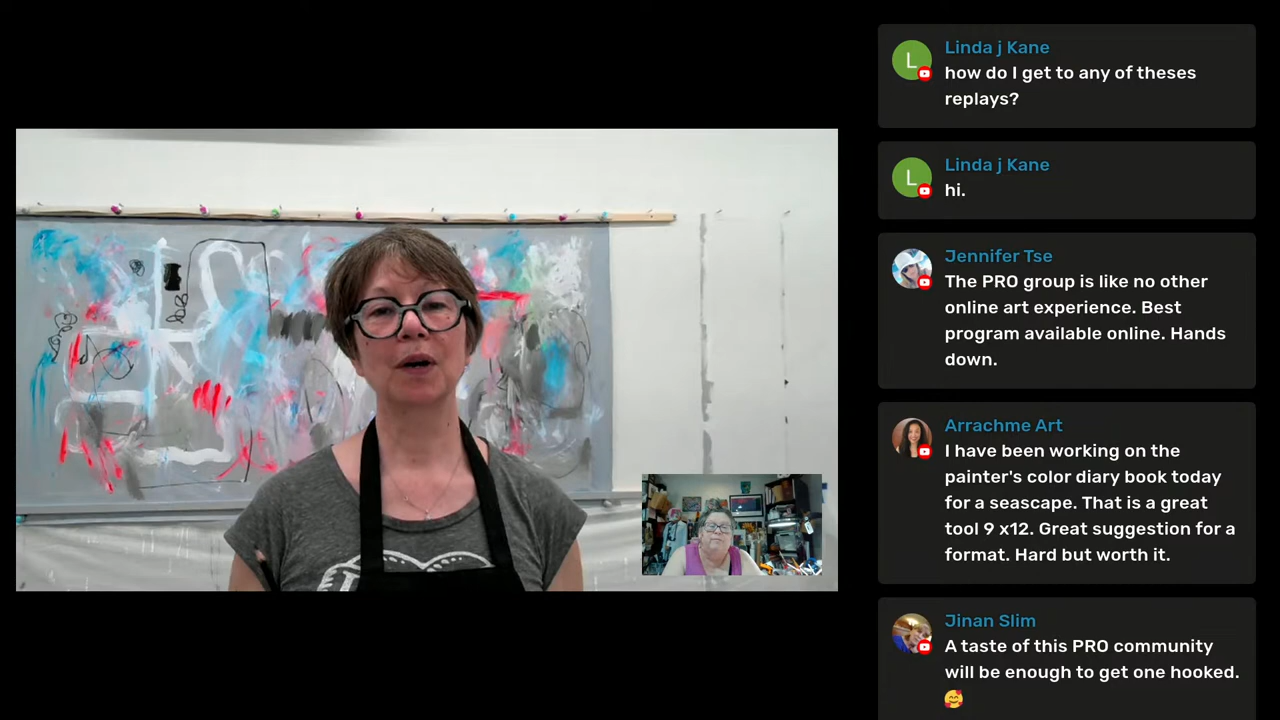 Linda j Kane
how do I get to any of theses
replays?
Linda j Kane
hi.
Jennifer Tse
The PRO group is like no other
online art experience. Best
program available online. Hands
down.
Arrachme Art
I have been working on the
painter's color diary book today
for a seascape. That is a great
tool 9 x12. Great suggestion for a
format. Hard but worth it.
Jinan Slim
A taste of this PRO community
will be enough to get one hooked.
🥰